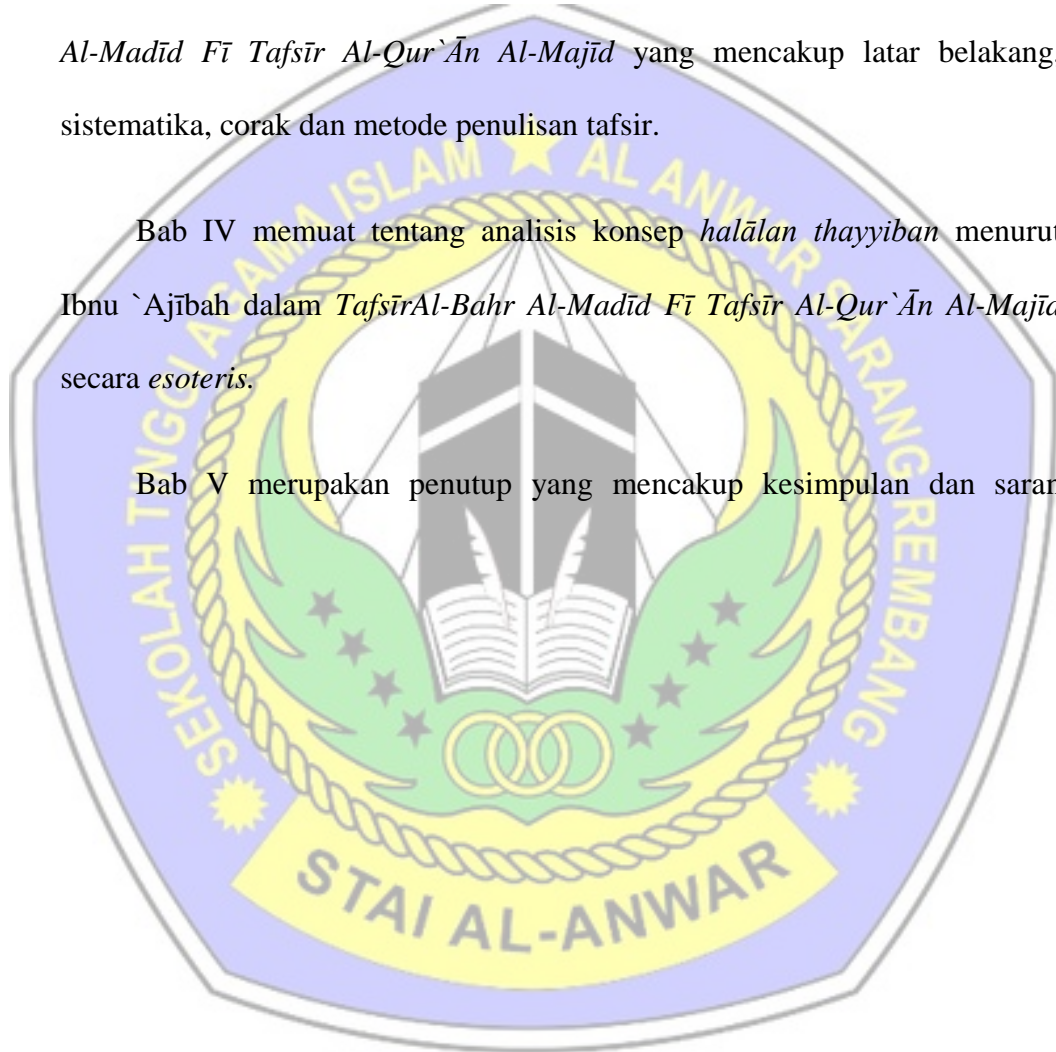 Al-Madīd Fī Tafsīr Al-Qur`Ān Al-Majīd yang mencakup latar belakang,
sistematika, corak dan metode penulisan tafsir.
Bab IV memuat tentang analisis konsep halālan thayyiban menurut
Ibnu `Ajībah dalam TafsīrAl-Bahr Al-Madīd Fī Tafsīr Al-Qur`Ān Al-Majīd
secara esoteris.
Bab V merupakan penutup yang mencakup kesimpulan dan saran
SEKOLAH TINGGI AGAMA ISLAM ★ AL ANWAR SARANG REMBANG
STAI AL-ANWAR